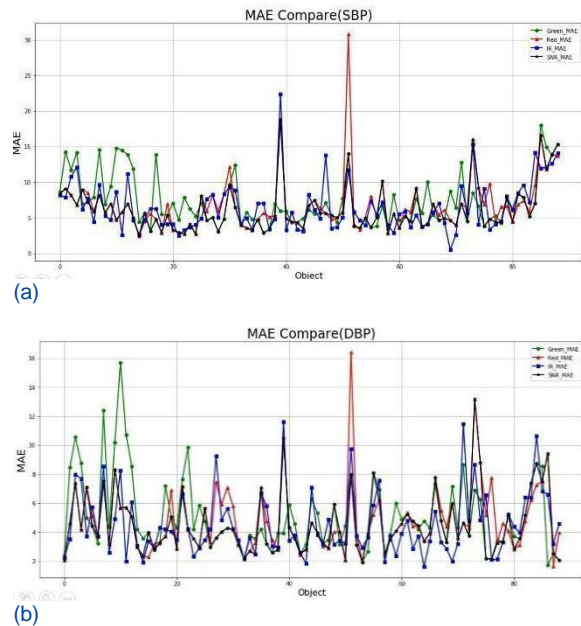 MAE Compare(SBP)
MAE
30
25
20
15
10
5
0
Green_MAE
Red_MAE
IR_MAE
SNR_MAE
0 20 40 60 80
Object
(a)
MAE Compare(DBP)
MAE
16
14
12
10
8
6
4
2
Green_MAE
Red_MAE
IR_MAE
SNR_MAE
0 20 40 60 80
Object
(b)